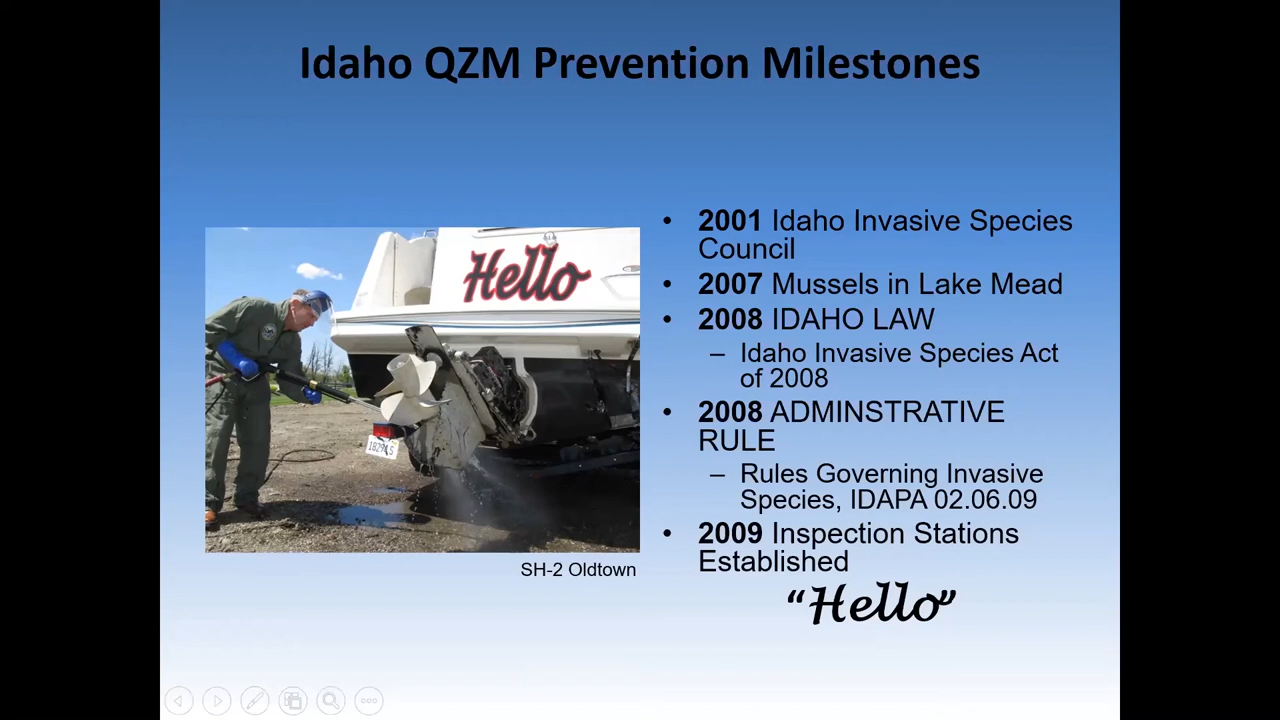 Idaho QZM Prevention Milestones
Hello
SH-2 Oldtown
• 2001 Idaho Invasive Species
Council
• 2007 Mussels in Lake Mead
• 2008 IDAHO LAW
– Idaho Invasive Species Act
of 2008
• 2008 ADMINSTRATIVE
RULE
– Rules Governing Invasive
Species, IDAPA 02.06.09
• 2009 Inspection Stations
Established
“Hello”